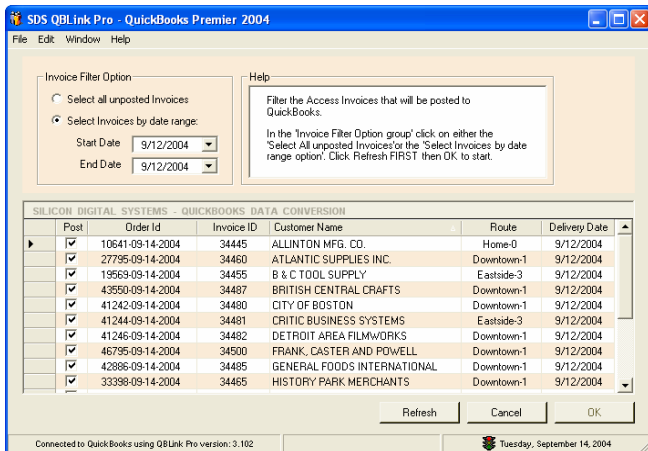 SDS QBLink Pro - QuickBooks Premier 2004
File Edit Window Help
Invoice Filter Option
Select all unposted Invoices
Select Invoices by date range:
Start Date 9/12/2004
End Date 9/12/2004
Help
Filter the Access Invoices that will be posted to
QuickBooks.
In the 'Invoice Filter Option group' click on either the
'Select All unposted Invoices'or the 'Select Invoices by date
range option'. Click Refresh FIRST then OK to start.
SILICON DIGITAL SYSTEMS - QUICKBOOKS DATA CONVERSION
Post Order Id Invoice ID Customer Name Route Delivery Date
10641-09-14-2004 34445 ALLINTON MFG. CO. Home-0 9/12/2004
27795-09-14-2004 34460 ATLANTIC SUPPLIES INC. Downtown-1 9/12/2004
19569-09-14-2004 34455 B & C TOOL SUPPLY Eastside-3 9/12/2004
43550-09-14-2004 34487 BRITISH CENTRAL CRAFTS Downtown-1 9/12/2004
41242-09-14-2004 34480 CITY OF BOSTON Downtown-1 9/12/2004
41244-09-14-2004 34481 CRITIC BUSINESS SYSTEMS Eastside-3 9/12/2004
41246-09-14-2004 34482 DETROIT AREA FILMWORKS Downtown-1 9/12/2004
46795-09-14-2004 34500 FRANK, CASTER AND POWELL Downtown-1 9/12/2004
42886-09-14-2004 34485 GENERAL FOODS INTERNATIONAL Downtown-1 9/12/2004
33398-09-14-2004 34465 HISTORY PARK MERCHANTS Downtown-1 9/12/2004
Refresh Cancel OK
Connected to QuickBooks using QBLink Pro version: 3.102 Tuesday, September 14, 2004